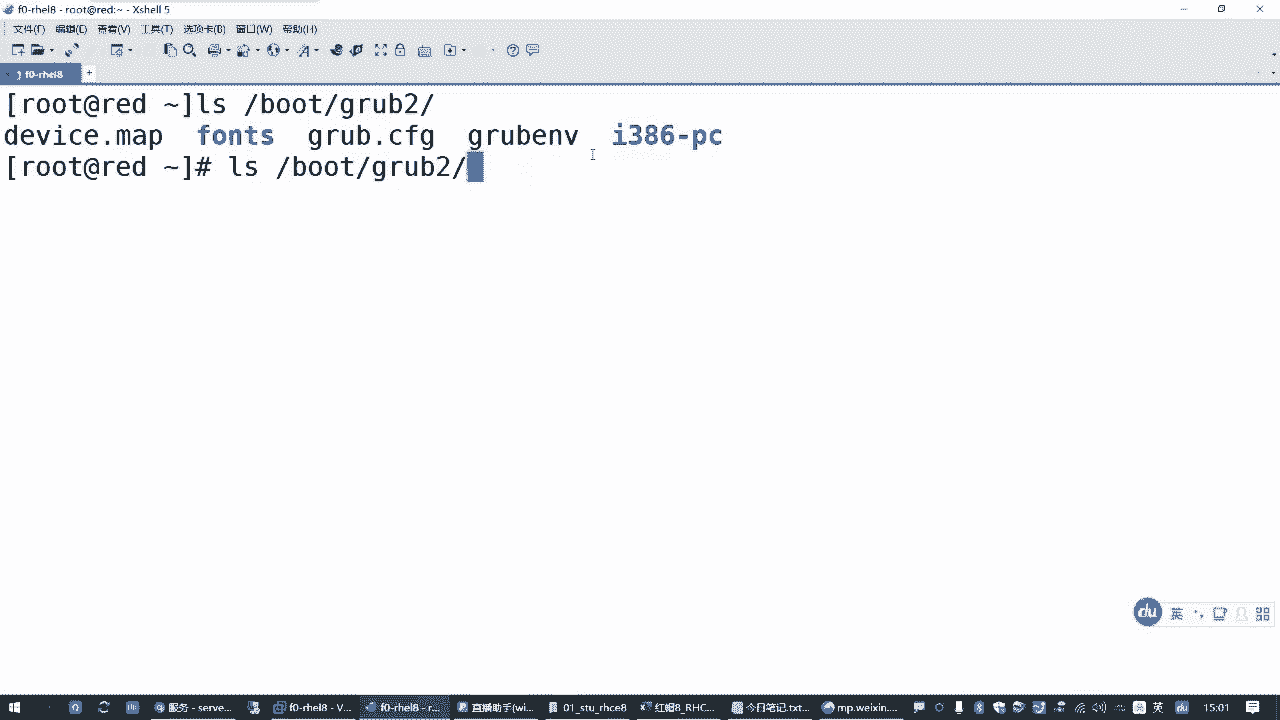 f0-rhel8 - root@red:~ - Xshell 5
文件(F) 编辑(E) 查看(V) 工具(T) 选项卡(B) 窗口(W) 帮助(H)
1 f0-rhel8 +
[root@red ~]ls /boot/grub2/
device.map fonts grub.cfg grubenv i386-pc
[root@red ~]# ls /boot/grub2/
du 英
服务 - serve... f0-rhel8 - V... f0-rhel8 - r... 直播助手(wi... 01_stu_rhce8 红帽8_RHC... 今日笔记.txt... mp.weixin.... 英 du 15:01